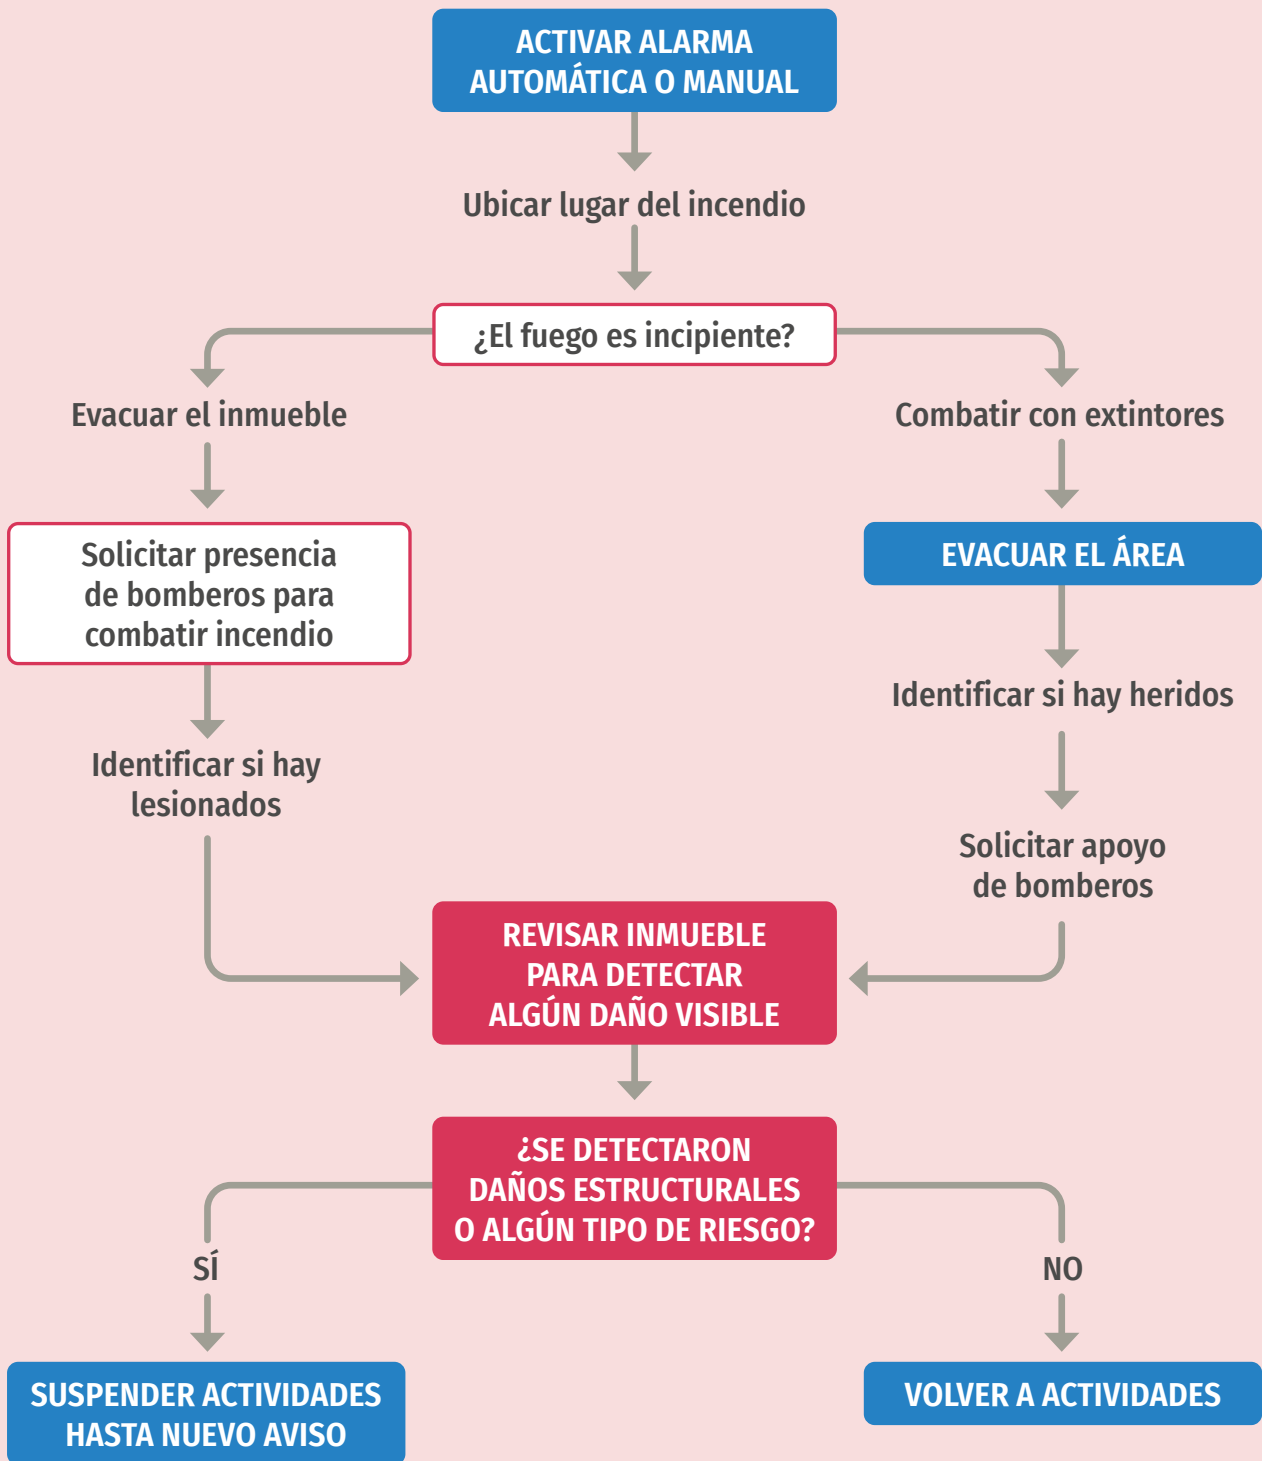 ACTIVAR ALARMA
AUTOMÁTICA O MANUAL
Ubicar lugar del incendio
¿El fuego es incipiente?
Evacuar el inmueble
Combatir con extintores
Solicitar presencia
de bomberos para
combatir incendio
EVACUAR EL ÁREA
Identificar si hay heridos
Identificar si hay
lesionados
Solicitar apoyo
de bomberos
REVISAR INMUEBLE
PARA DETECTAR
ALGÚN DAÑO VISIBLE
¿SE DETECTARON
DAÑOS ESTRUCTURALES
O ALGÚN TIPO DE RIESGO?
SÍ
NO
SUSPENDER ACTIVIDADES
HASTA NUEVO AVISO
VOLVER A ACTIVIDADES